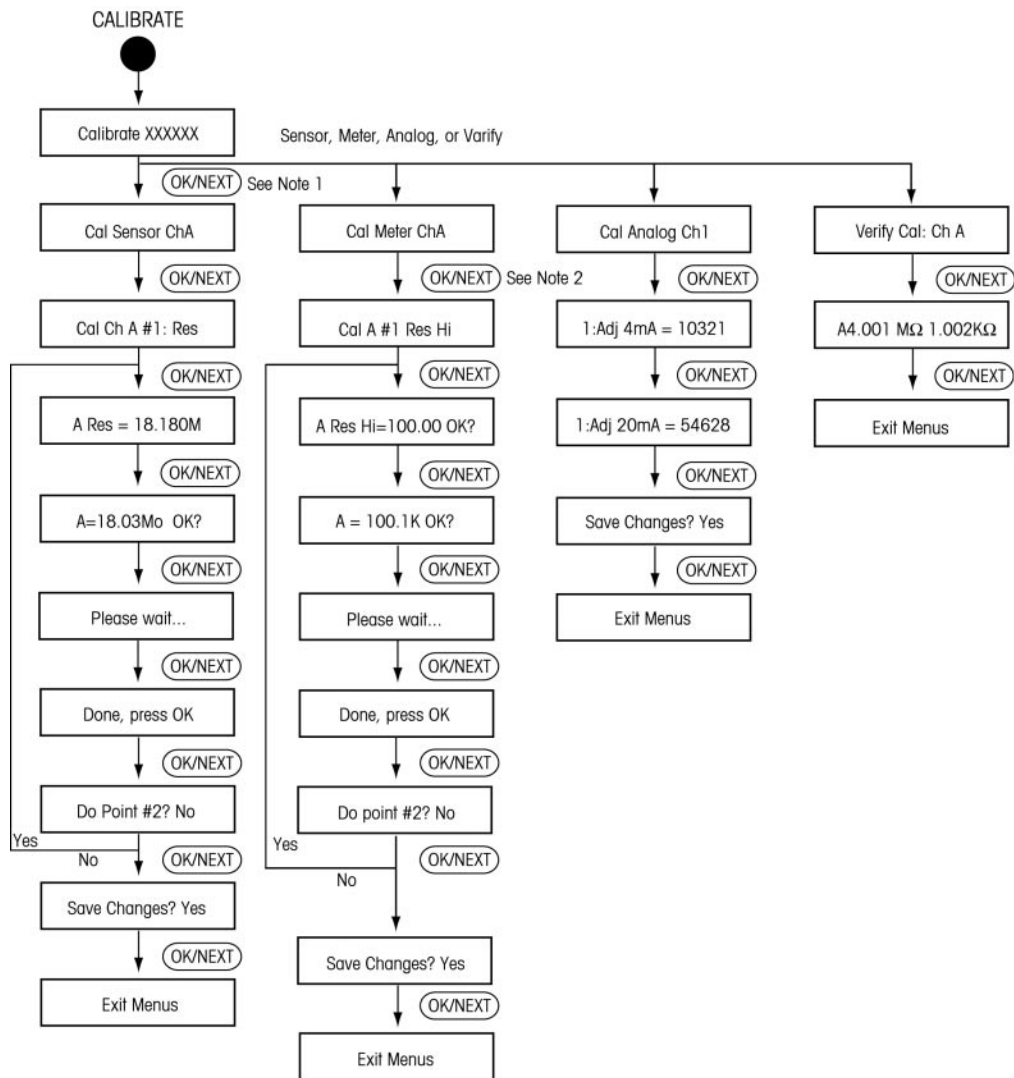 CALIBRATE
Calibrate XXXXXX
Sensor, Meter, Analog, or Varify
OK/NEXT See Note 1
Cal Sensor ChA
OK/NEXT
Cal Ch A #1: Res
OK/NEXT
A Res = 18.180M
OK/NEXT
A=18.03Mo OK?
OK/NEXT
Please wait...
OK/NEXT
Done, press OK
OK/NEXT
Do Point #2? No
Yes
No
OK/NEXT
Save Changes? Yes
OK/NEXT
Exit Menus
Cal Meter ChA
OK/NEXT See Note 2
Cal A #1 Res Hi
OK/NEXT
A Res Hi=100.00 OK?
OK/NEXT
A = 100.1K OK?
OK/NEXT
Please wait...
OK/NEXT
Done, press OK
OK/NEXT
Do point #2? No
Yes
OK/NEXT
No
Save Changes? Yes
OK/NEXT
Exit Menus
Cal Analog Ch1
OK/NEXT
1:Adj 4mA = 10321
OK/NEXT
1:Adj 20mA = 54628
OK/NEXT
Save Changes? Yes
OK/NEXT
Exit Menus
Verify Cal: Ch A
OK/NEXT
A4.001 MΩ 1.002KΩ
OK/NEXT
Exit Menus